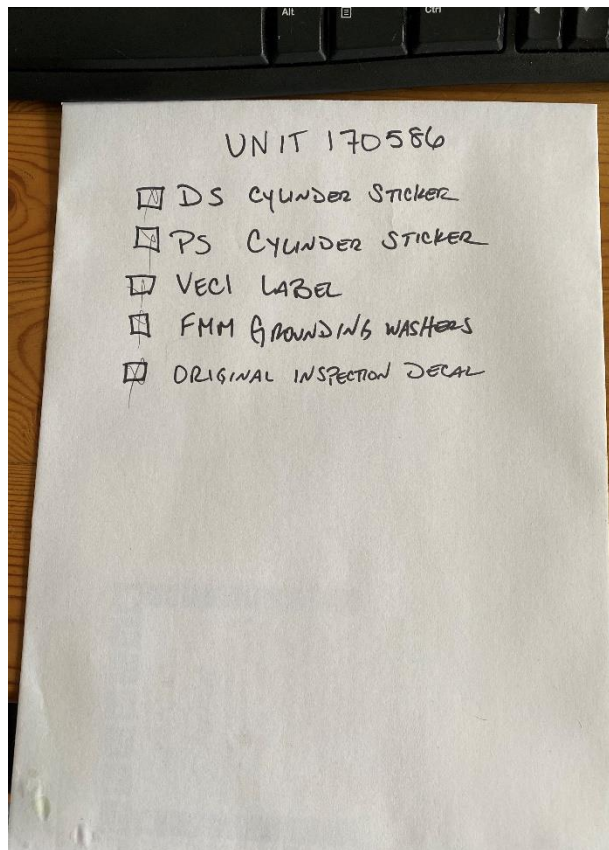 Alt
Ctrl
UNIT 170586
DS CYLINDER STICKER
PS CYLINDER STICKER
VECI LABEL
FMM GROUNDING WASHERS
ORIGINAL INSPECTION DECAL